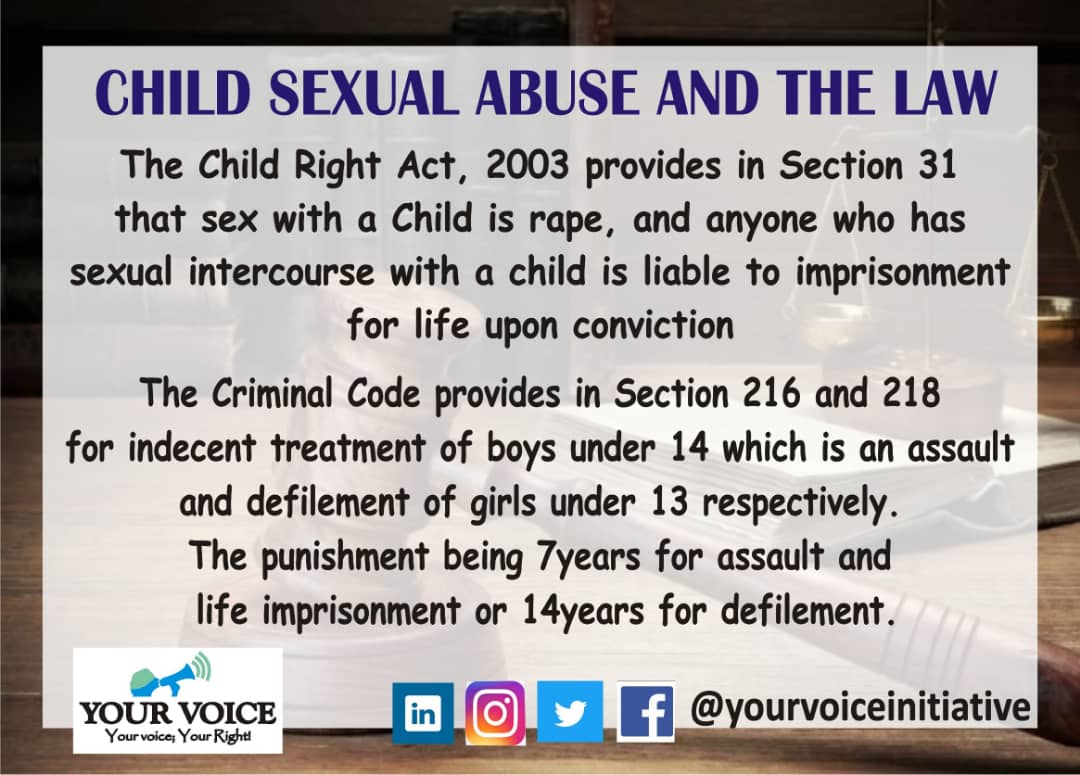 CHILD SEXUAL ABUSE AND THE LAW
The Child Right Act, 2003 provides in Section 31
that sex with a Child is rape, and anyone who has
sexual intercourse with a child is liable to imprisonment
for life upon conviction
The Criminal Code provides in Section 216 and 218
for indecent treatment of boys under 14 which is an assault
and defilement of girls under 13 respectively.
The punishment being 7years for assault and
life imprisonment or 14years for defilement.
YOUR VOICE
Your voice; Your Right!
in
@yourvoiceinitiative